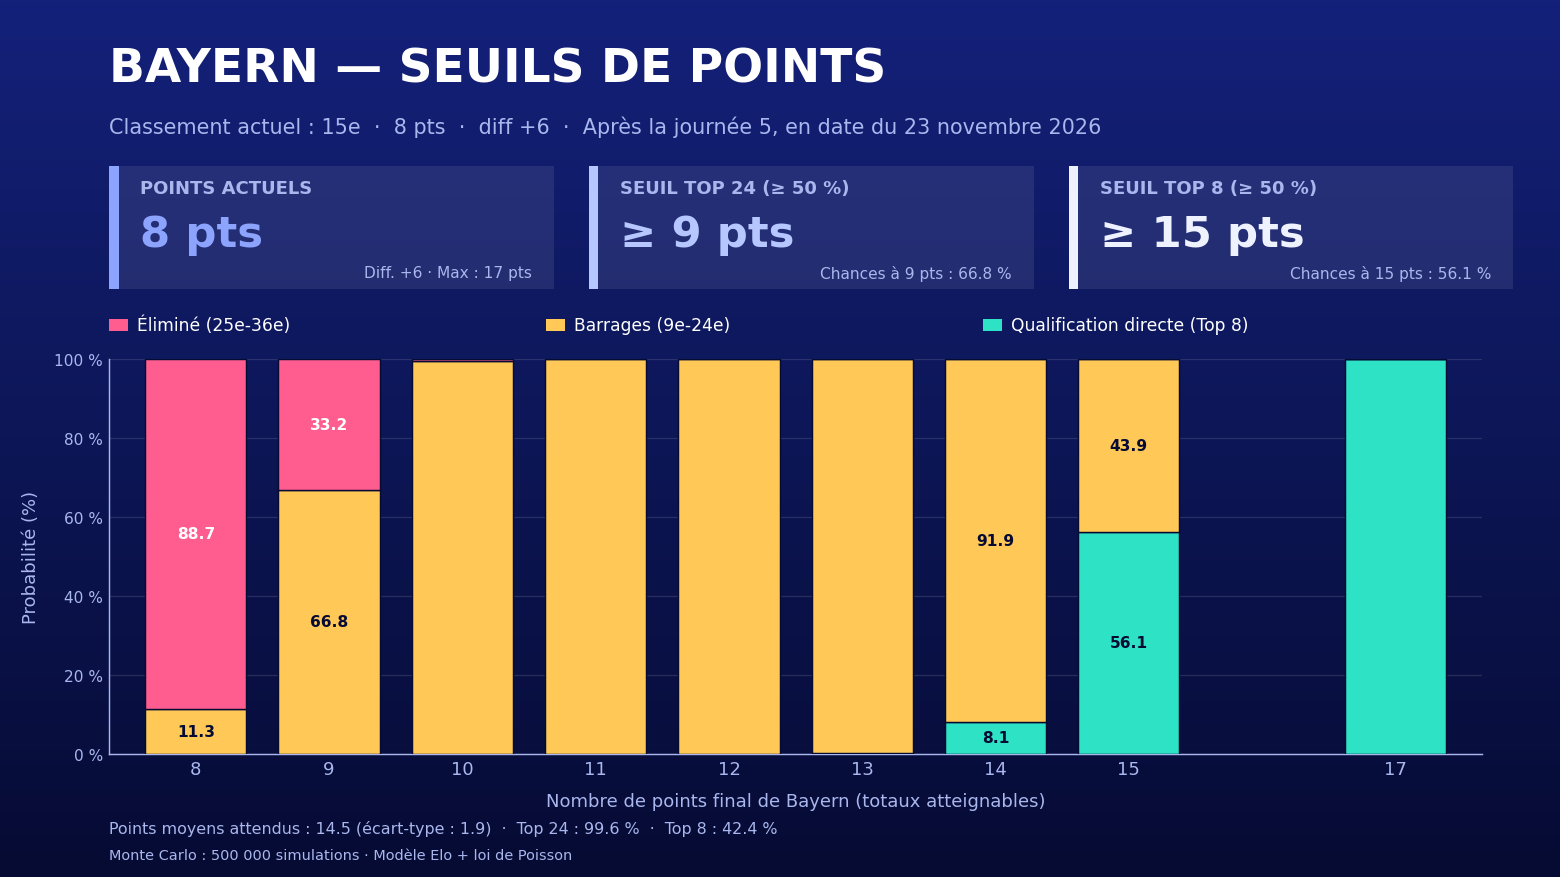 BAYERN — SEUILS DE POINTS
Classement actuel : 15e · 8 pts · diff +6 · Après la journée 5, en date du 23 novembre 2026
POINTS ACTUELS
8 pts
Diff. +6 · Max : 17 pts
SEUIL TOP 24 (≥ 50 %)
≥ 9 pts
Chances à 9 pts : 66.8 %
SEUIL TOP 8 (≥ 50 %)
≥ 15 pts
Chances à 15 pts : 56.1 %
Éliminé (25e-36e)
Barrages (9e-24e)
Qualification directe (Top 8)
Probabilité (%)
100 %
80 %
60 %
40 %
20 %
0 %
88.7
11.3
33.2
66.8
91.9
8.1
43.9
56.1
8 9 10 11 12 13 14 15 17
Nombre de points final de Bayern (totaux atteignables)
Points moyens attendus : 14.5 (écart-type : 1.9) · Top 24 : 99.6 % · Top 8 : 42.4 %
Monte Carlo : 500 000 simulations · Modèle Elo + loi de Poisson